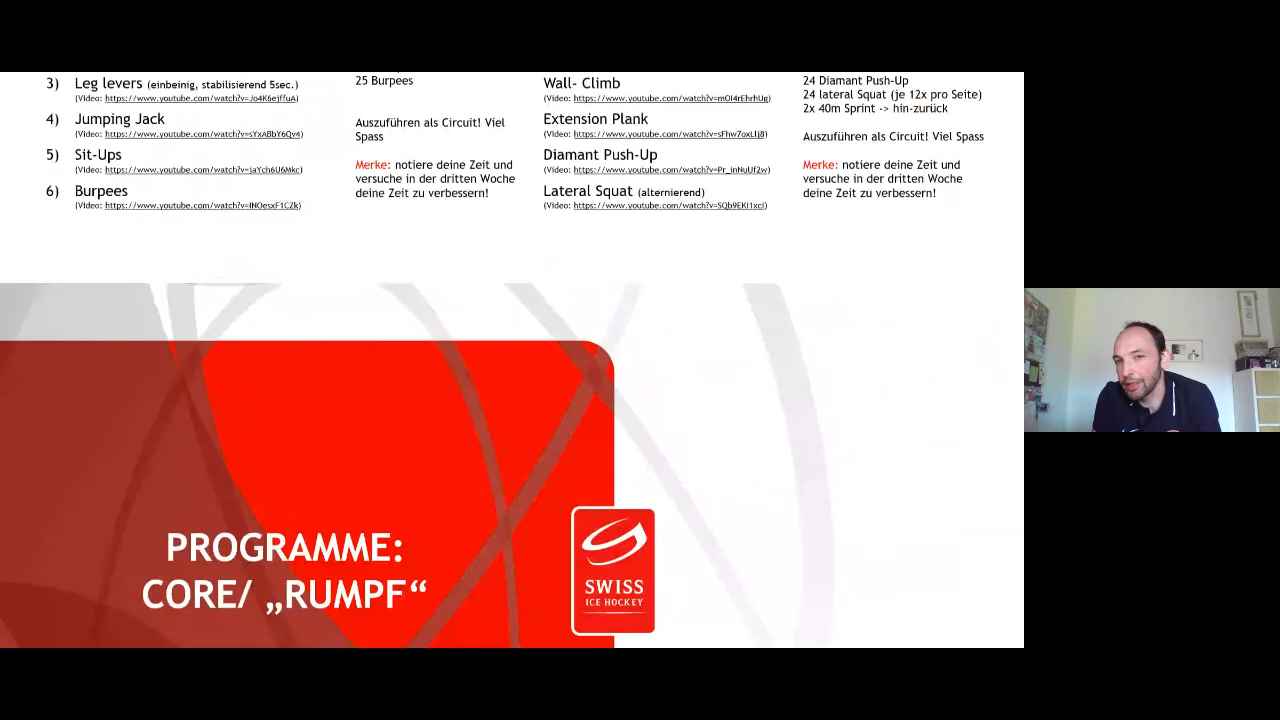 3) Leg levers (einbeinig, stabilisierend 5sec.)
(Video: https://www.youtube.com/watch?v=Jo4K6ejffuA)
4) Jumping Jack
(Video: https://www.youtube.com/watch?v=sYxABbY6Qv4)
5) Sit-Ups
(Video: https://www.youtube.com/watch?v=jaYch6U6Mkc)
6) Burpees
(Video: https://www.youtube.com/watch?v=INOesxF1CZk)
25 Burpees
Auszuführen als Circuit! Viel
Spass
Merke: notiere deine Zeit und
versuche in der dritten Woche
deine Zeit zu verbessern!
Wall- Climb
(Video: https://www.youtube.com/watch?v=mOI4rEhrhUg)
Extension Plank
(Video: https://www.youtube.com/watch?v=sFhw7oxLlj8)
Diamant Push-Up
(Video: https://www.youtube.com/watch?v=Pr_inNuUf2w)
Lateral Squat (alternierend)
(Video: https://www.youtube.com/watch?v=SQb9EKi1xcI)
24 Diamant Push-Up
24 lateral Squat (je 12x pro Seite)
2x 40m Sprint -> hin-zurück
Auszuführen als Circuit! Viel Spass
Merke: notiere deine Zeit und
versuche in der dritten Woche
deine Zeit zu verbessern!
PROGRAMME:
CORE/ „RUMPF“
SWISS
ICE HOCKEY